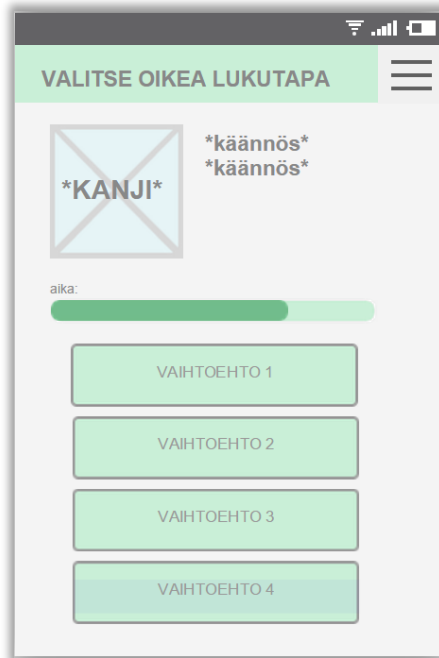 VALITSE OIKEA LUKUTAPA
*KANJI*
*käännös*
*käännös*
aika:
VAIHTOEHTO 1
VAIHTOEHTO 2
VAIHTOEHTO 3
VAIHTOEHTO 4